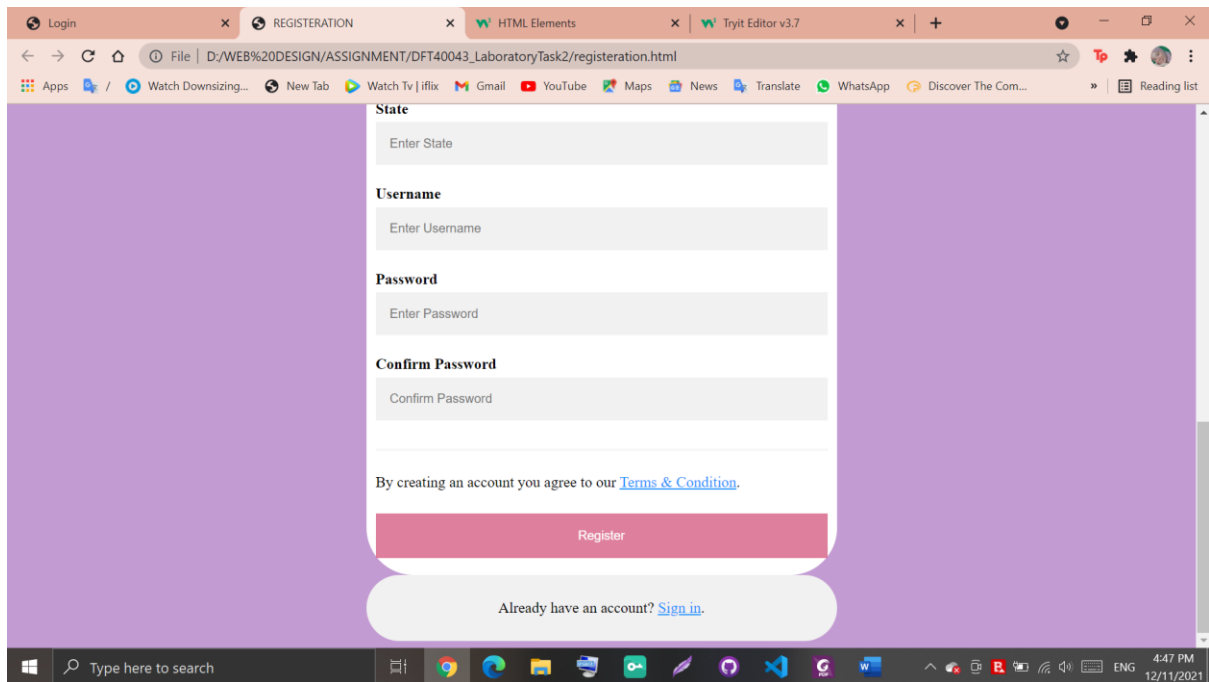 Login
REGISTERATION
HTML Elements
Tryit Editor v3.7
File | D:/WEB%20DESIGN/ASSIGNMENT/DFT40043_LaboratoryTask2/registeration.html
Apps / Watch Downsizing... New Tab Watch Tv | iflix Gmail YouTube Maps News Translate WhatsApp Discover The Com... » Reading list
State
Enter State
Username
Enter Username
Password
Enter Password
Confirm Password
Confirm Password
By creating an account you agree to our Terms & Condition.
Register
Already have an account? Sign in.
Type here to search
ENG
4:47 PM
12/11/2021